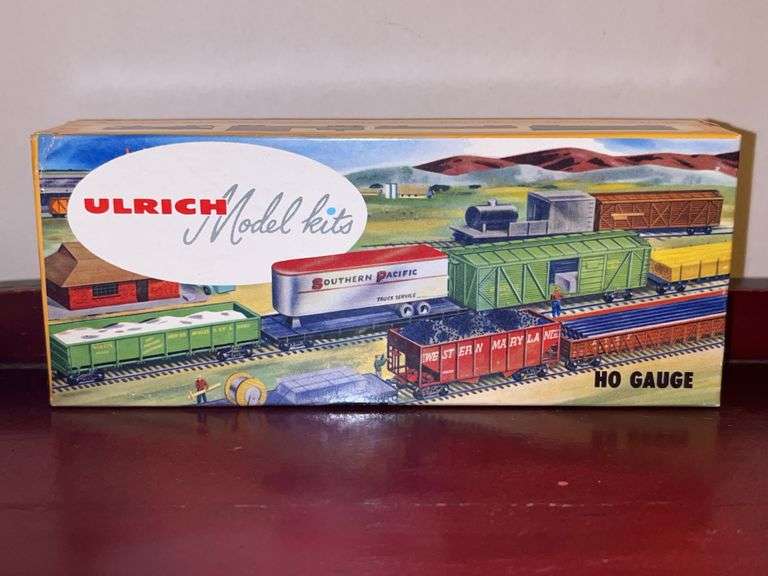 ULRICH Model kits
SOUTHERN PACIFIC
TRUCK SERVICE
WESTERN MARYLAND
HO GAUGE